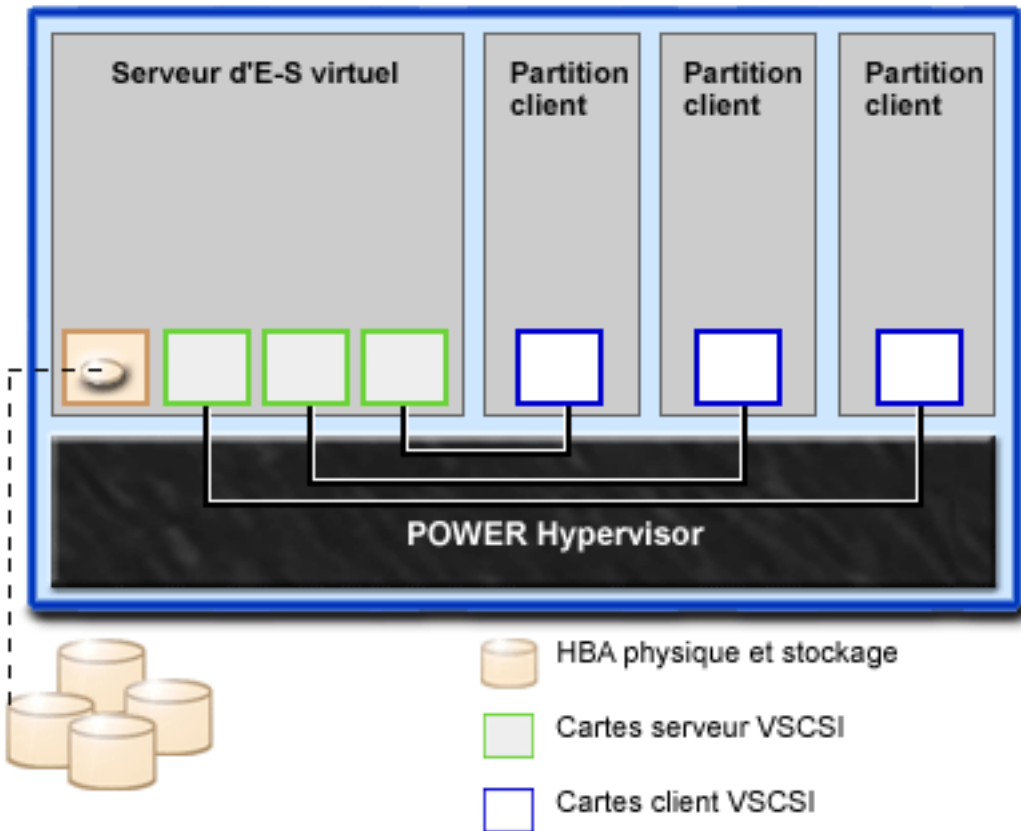 Serveur d'E-S virtuel
Partition
client
Partition
client
Partition
client
POWER Hypervisor
HBA physique et stockage
Cartes serveur VSCSI
Cartes client VSCSI